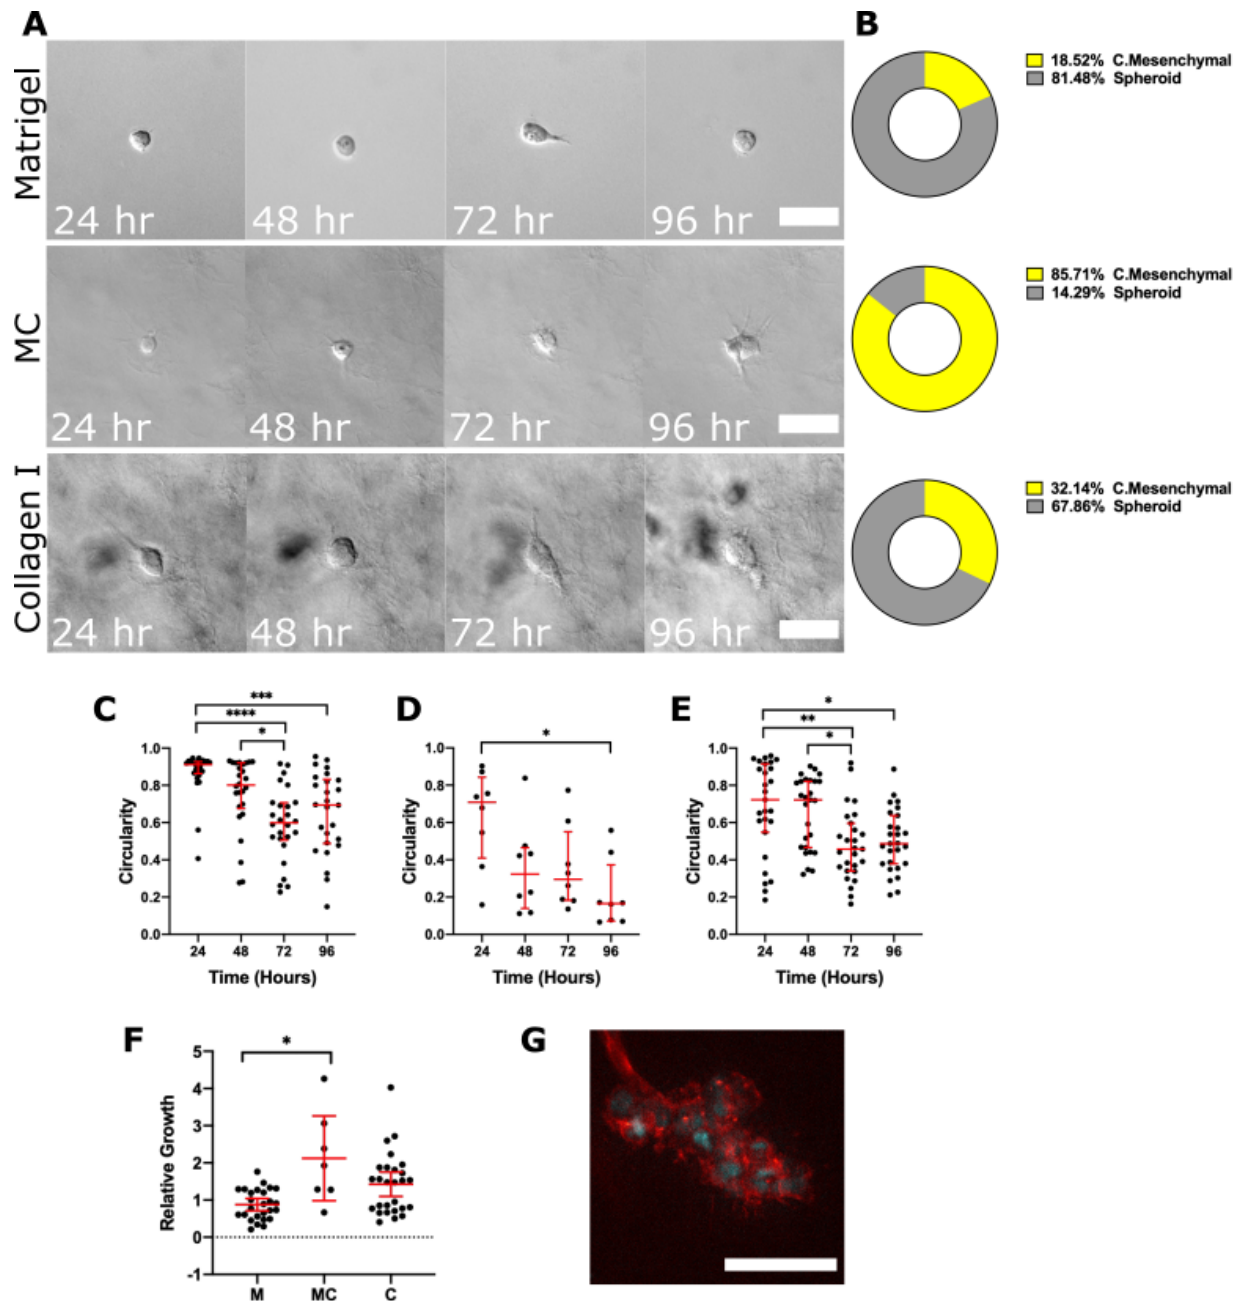 A
B
Matrigel
24 hr
48 hr
72 hr
96 hr
18.52% C.Mesenchymal
81.48% Spheroid
MC
24 hr
48 hr
72 hr
96 hr
85.71% C.Mesenchymal
14.29% Spheroid
Collagen I
24 hr
48 hr
72 hr
96 hr
32.14% C.Mesenchymal
67.86% Spheroid
C
***
****
*
Circularity
1.0
0.8
0.6
0.4
0.2
0.0
24 48 72 96
Time (Hours)
D
*
Circularity
1.0
0.8
0.6
0.4
0.2
0.0
24 48 72 96
Time (Hours)
E
*
**
*
Circularity
1.0
0.8
0.6
0.4
0.2
0.0
24 48 72 96
Time (Hours)
F
*
Relative Growth
5
4
3
2
1
0
-1
M MC C
G